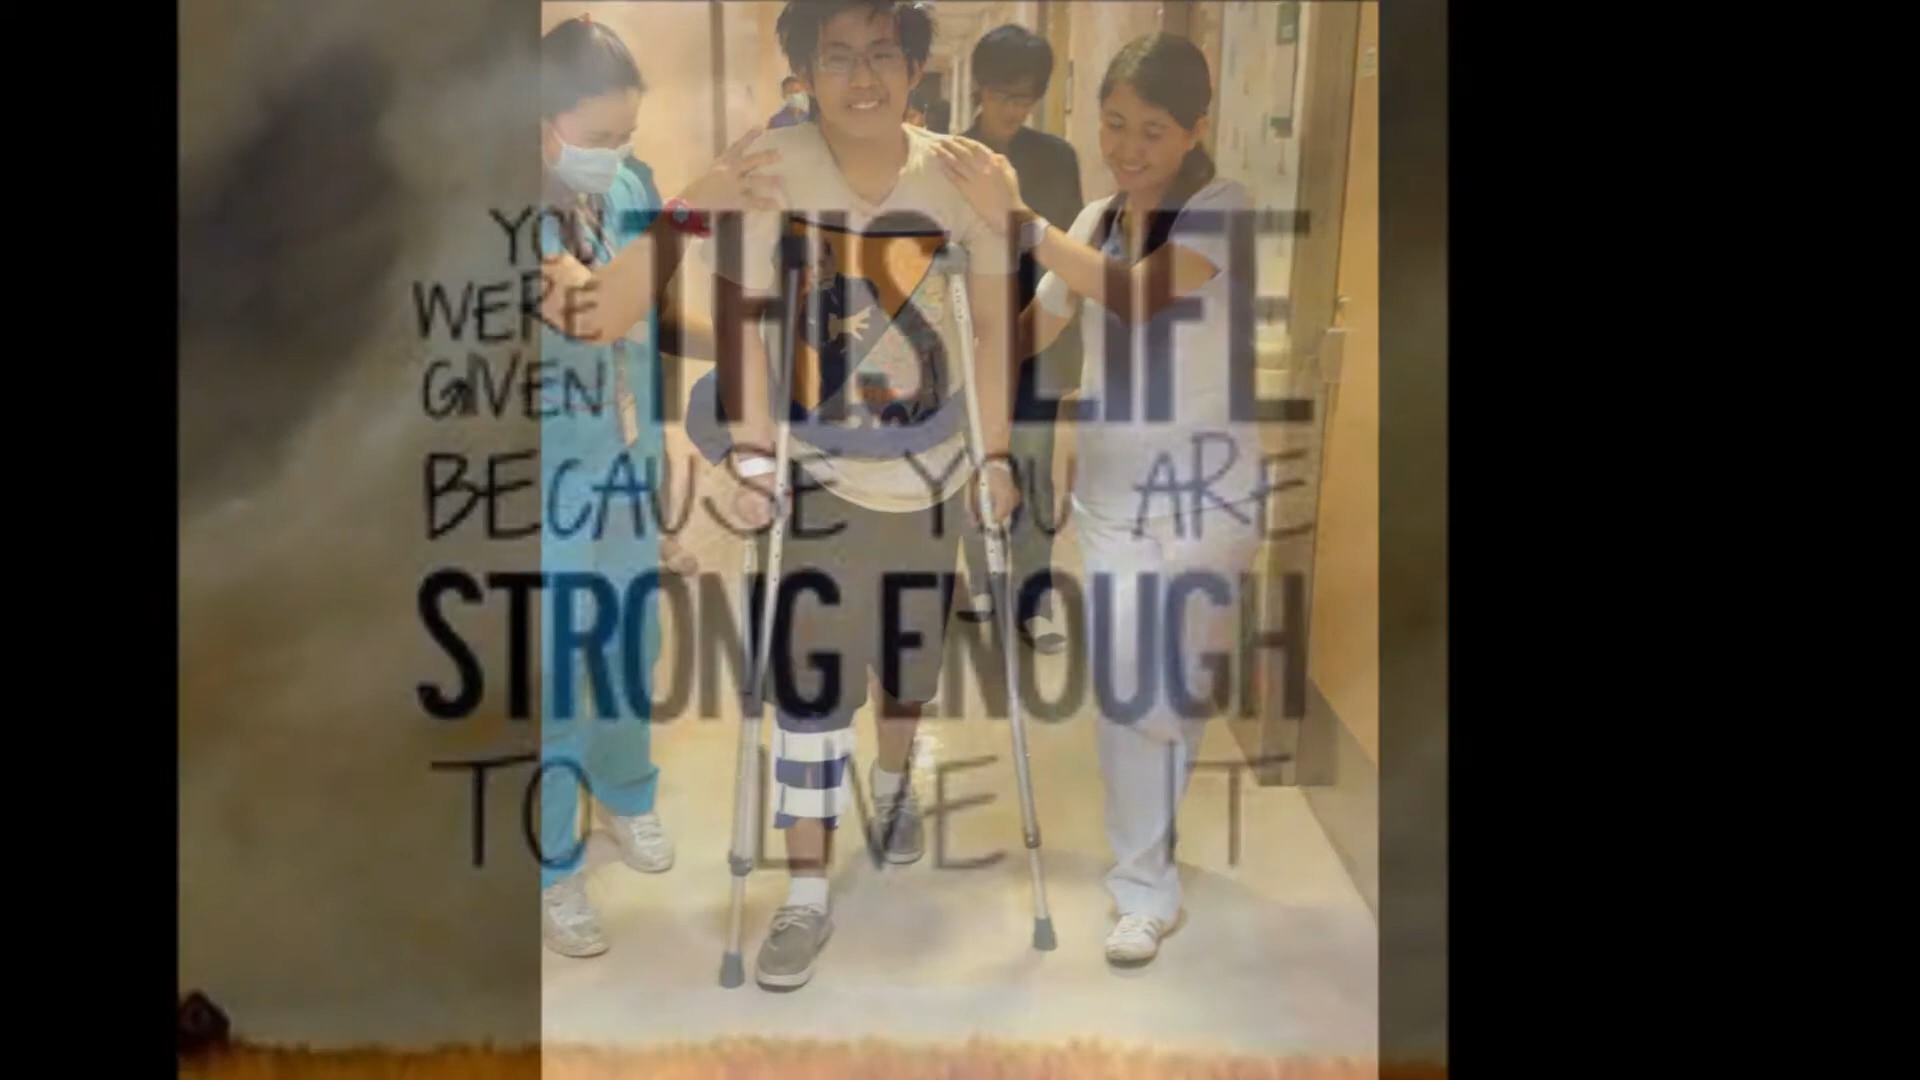 YOU
WERE
GIVEN
THIS LIFE
BECAUSE YOU ARE
STRONG ENOUGH
TO LIVE IT